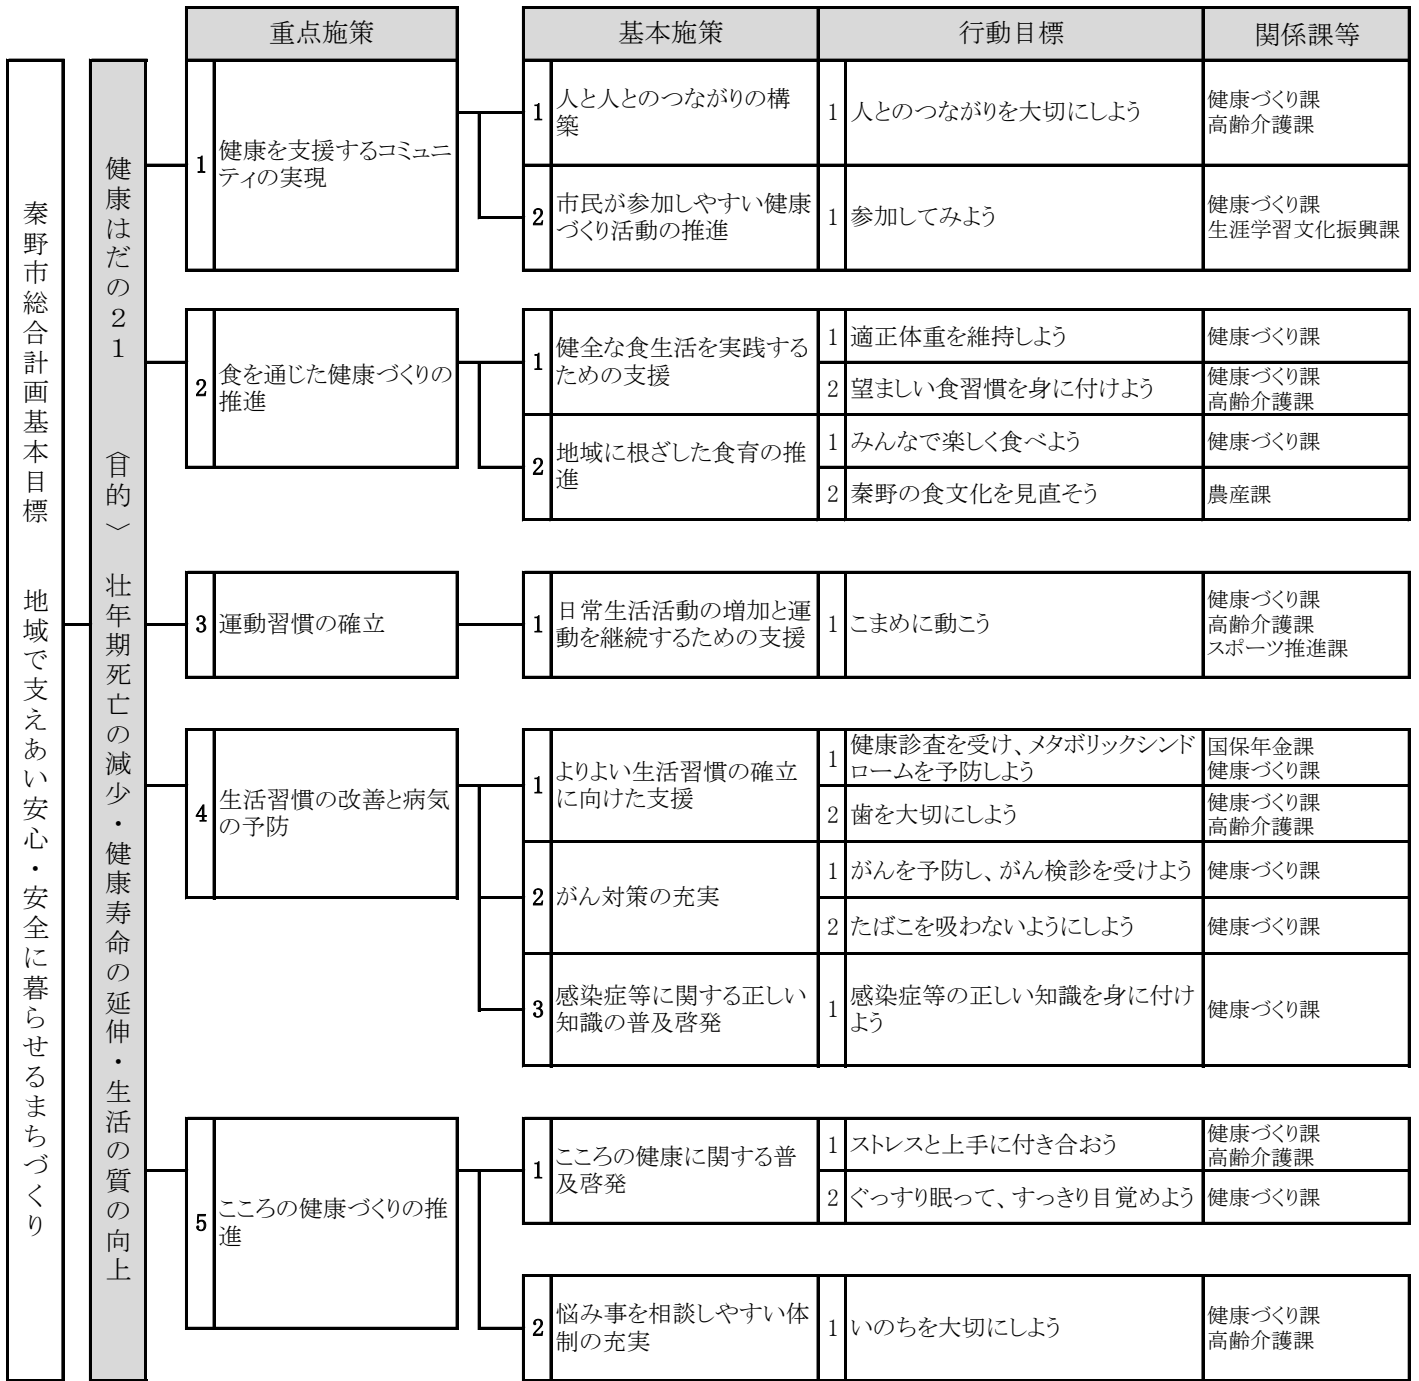 重点施策
基本施策
行動目標
関係課等
秦野市総合計画基本目標　地域で支えあい安心・安全に暮らせるまちづくり
健康はだの２１　〈目的〉　壮年期死亡の減少・健康寿命の延伸・生活の質の向上
1
健康を支援するコミュニ
ティの実現
1
人と人とのつながりの構
築
1 人とのつながりを大切にしよう
健康づくり課
高齢介護課
2
市民が参加しやすい健康
づくり活動の推進
1 参加してみよう
健康づくり課
生涯学習文化振興課
2
食を通じた健康づくりの
推進
1
健全な食生活を実践する
ための支援
1 適正体重を維持しよう
健康づくり課
2 望ましい食習慣を身に付けよう
健康づくり課
高齢介護課
2
地域に根ざした食育の推
進
1 みんなで楽しく食べよう
健康づくり課
2 秦野の食文化を見直そう
農産課
3 運動習慣の確立
1
日常生活活動の増加と運
動を継続するための支援
1 こまめに動こう
健康づくり課
高齢介護課
スポーツ推進課
4
生活習慣の改善と病気
の予防
1
よりよい生活習慣の確立
に向けた支援
1
健康診査を受け、メタボリックシンド
ロームを予防しよう
国保年金課
健康づくり課
2 歯を大切にしよう
健康づくり課
高齢介護課
2 がん対策の充実
1 がんを予防し、がん検診を受けよう
健康づくり課
2 たばこを吸わないようにしよう
健康づくり課
3
感染症等に関する正しい
知識の普及啓発
1
感染症等の正しい知識を身に付け
よう
健康づくり課
5
こころの健康づくりの推
進
1
こころの健康に関する普
及啓発
1 ストレスと上手に付き合おう
健康づくり課
高齢介護課
2 ぐっすり眠って、すっきり目覚めよう
健康づくり課
2
悩み事を相談しやすい体
制の充実
1 いのちを大切にしよう
健康づくり課
高齢介護課